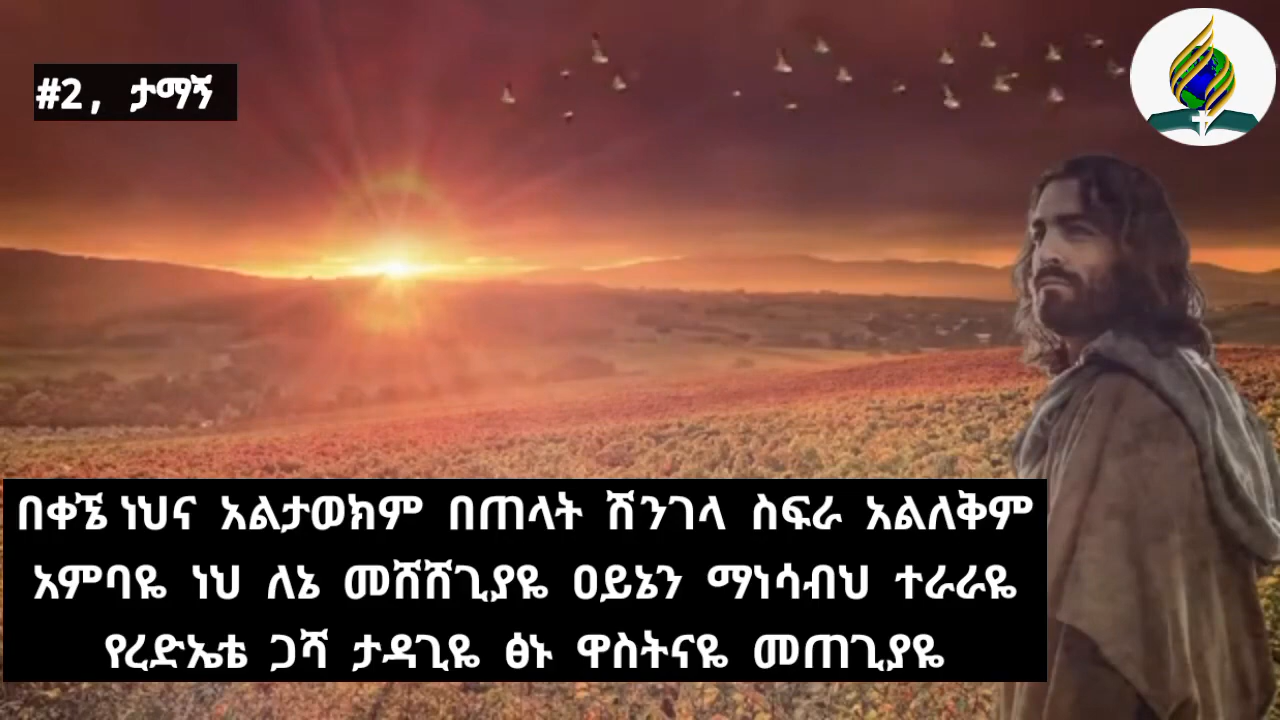 #2, ታማኝ
በቀኜ ነህና አልታወክም በጠላት ሽንገላ ስፍራ አልለቅም
አምባዬ ነህ ለኔ መሸሸጊያዬ ዐይኔን ማነሳብህ ተራራዬ
የረድኤቴ ጋሻ ታዳጊዬ ፅኑ ዋስትናዬ መጠጊያዬ